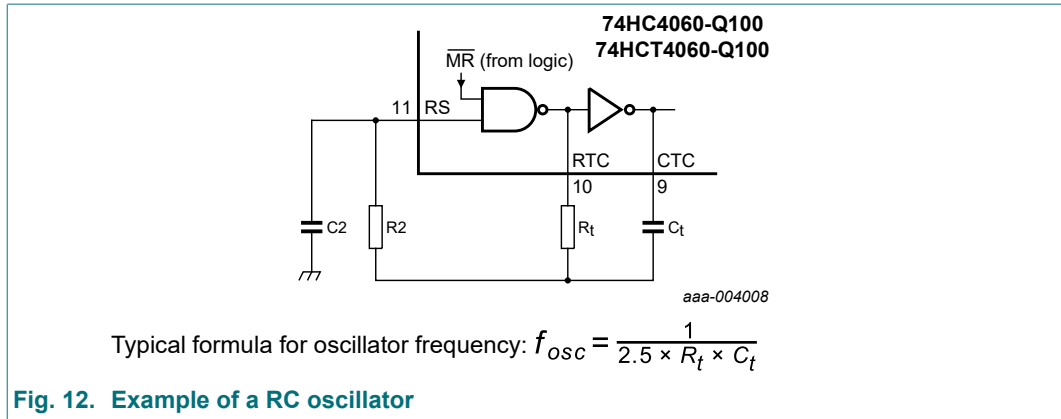 74HC4060-Q100
74HCT4060-Q100
MR (from logic)
11 RS
RTC CTC
10 9
C2 R2 Rt Ct
aaa-004008
Typical formula for oscillator frequency: fosc = 1 / 2.5 × Rt × Ct
Fig. 12. Example of a RC oscillator